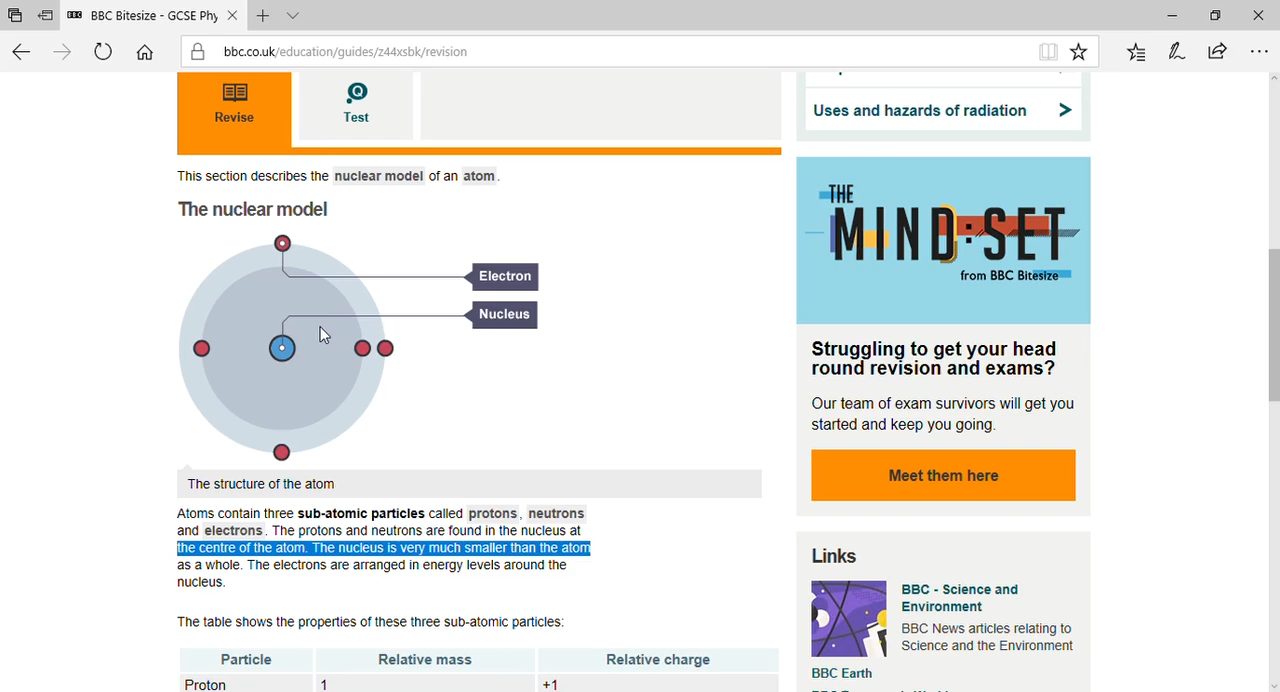 BBC Bitesize - GCSE Phy
bbc.co.uk/education/guides/z44xsbk/revision
Revise
Test
This section describes the nuclear model of an atom.
The nuclear model
Electron
Nucleus
The structure of the atom
Atoms contain three sub-atomic particles called protons, neutrons
and electrons. The protons and neutrons are found in the nucleus at
the centre of the atom. The nucleus is very much smaller than the atom
as a whole. The electrons are arranged in energy levels around the
nucleus.
The table shows the properties of these three sub-atomic particles:
Particle Relative mass Relative charge
Proton 1 +1
Uses and hazards of radiation
THE
MIND:SET
from BBC Bitesize
Struggling to get your head
round revision and exams?
Our team of exam survivors will get you
started and keep you going.
Meet them here
Links
BBC - Science and
Environment
BBC News articles relating to
Science and the Environment
BBC Earth